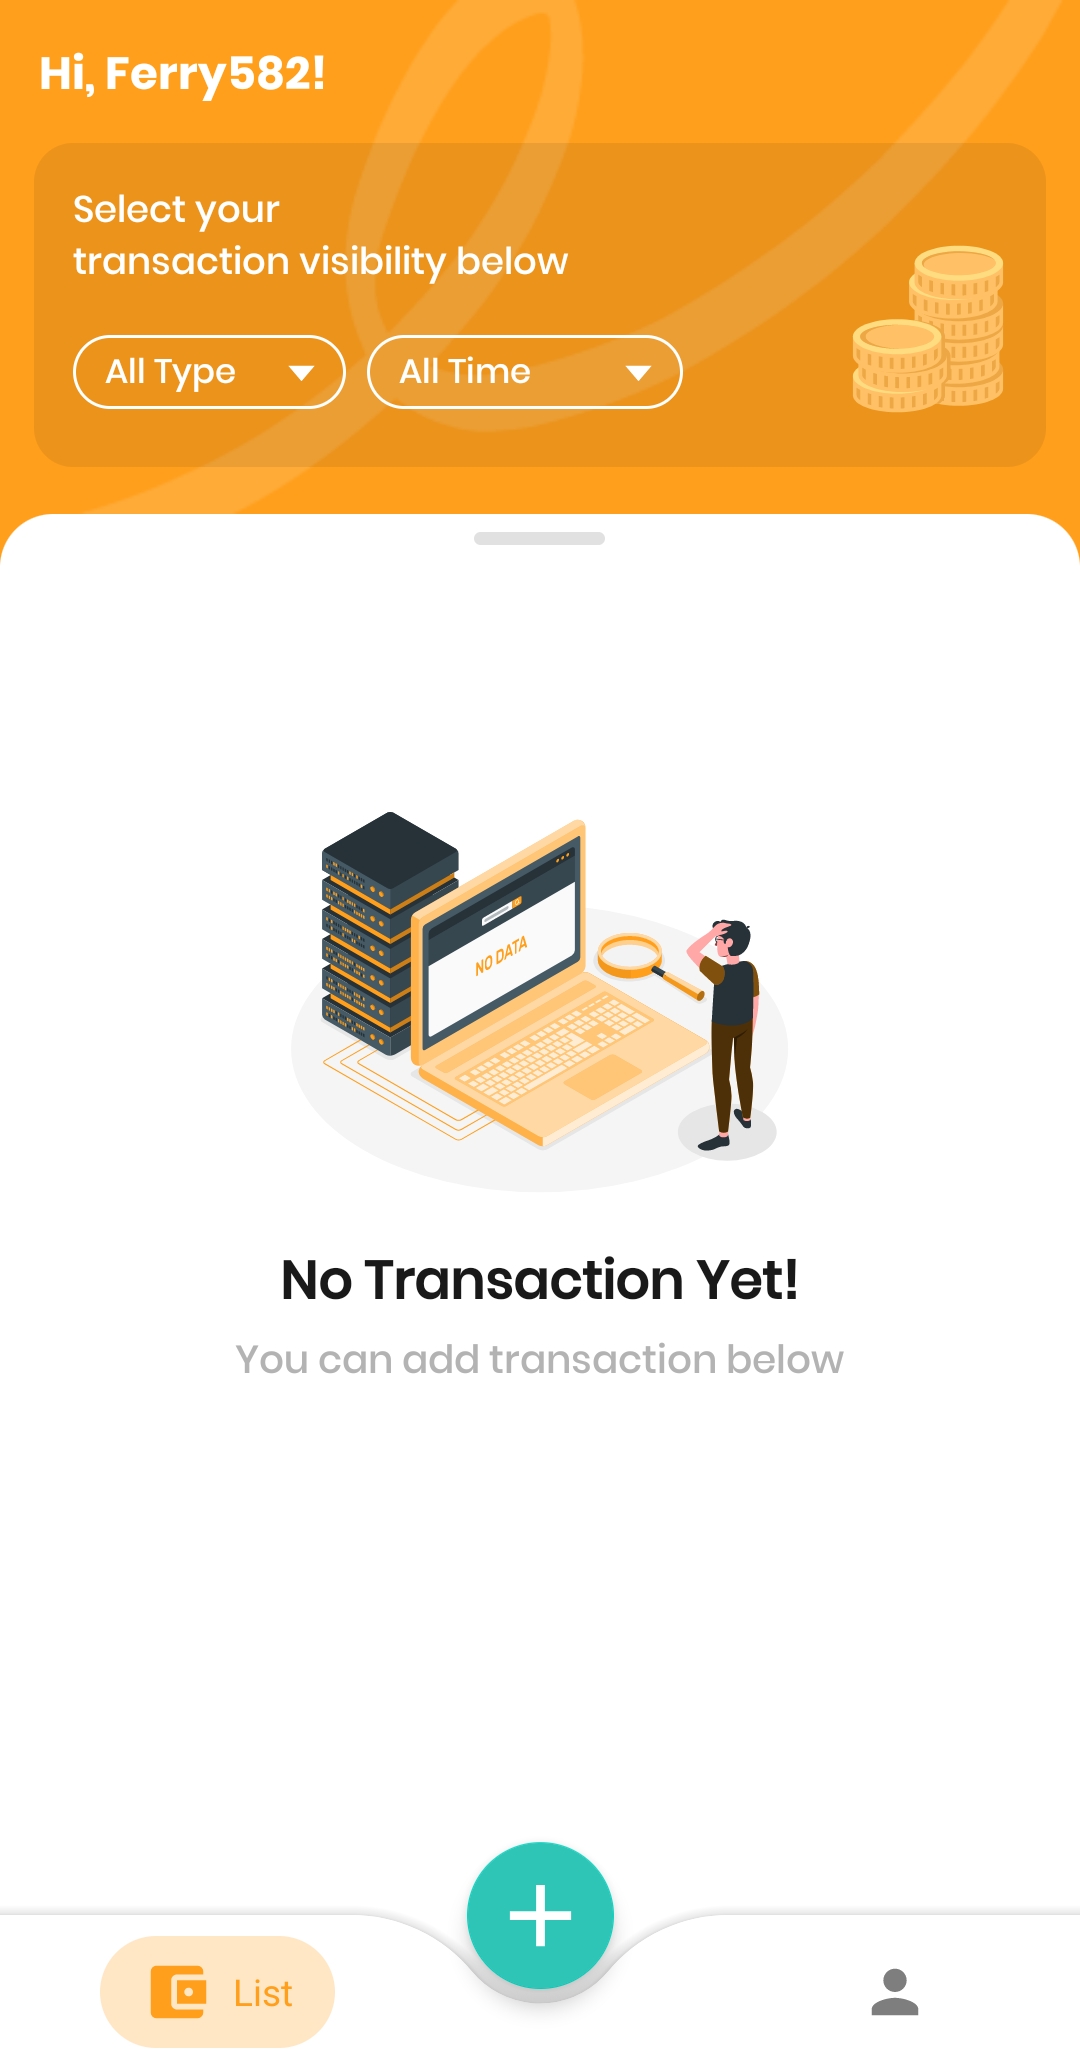 Hi, Ferry582!
Select your
transaction visibility below
All Type
All Time
NO DATA
No Transaction Yet!
You can add transaction below
List